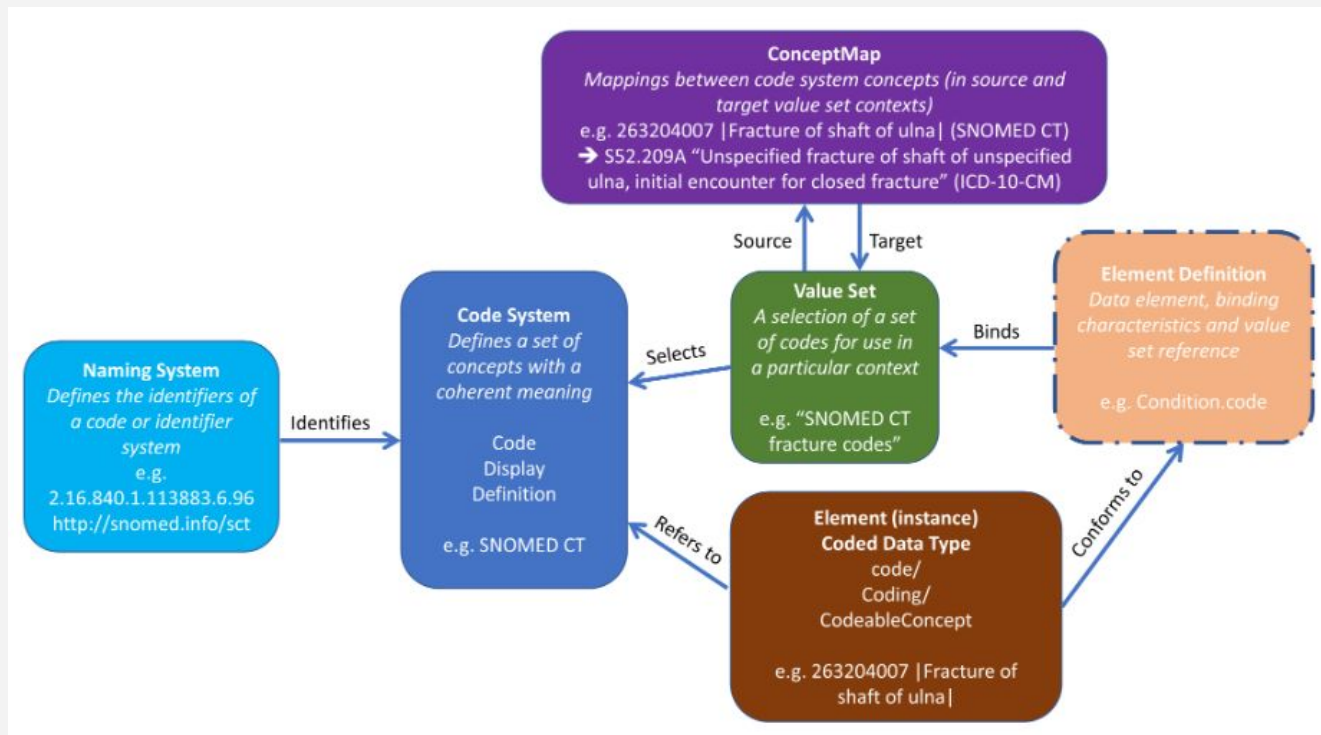 ConceptMap
Mappings between code system concepts (in source and
target value set contexts)
e.g. 263204007 |Fracture of shaft of ulna| (SNOMED CT)
➔ S52.209A “Unspecified fracture of shaft of unspecified
ulna, initial encounter for closed fracture” (ICD-10-CM)
Source
Target
Naming System
Defines the identifiers of
a code or identifier
system
e.g.
2.16.840.1.113883.6.96
http://snomed.info/sct
Identifies
Code System
Defines a set of
concepts with a
coherent meaning
Code
Display
Definition
e.g. SNOMED CT
Selects
Value Set
A selection of a set
of codes for use in
a particular context
e.g. “SNOMED CT
fracture codes”
Binds
Element Definition
Data element, binding
characteristics and value
set reference
e.g. Condition.code
Refers to
Element (instance)
Coded Data Type
code/
Coding/
CodeableConcept
e.g. 263204007 |Fracture of
shaft of ulna|
Conforms to